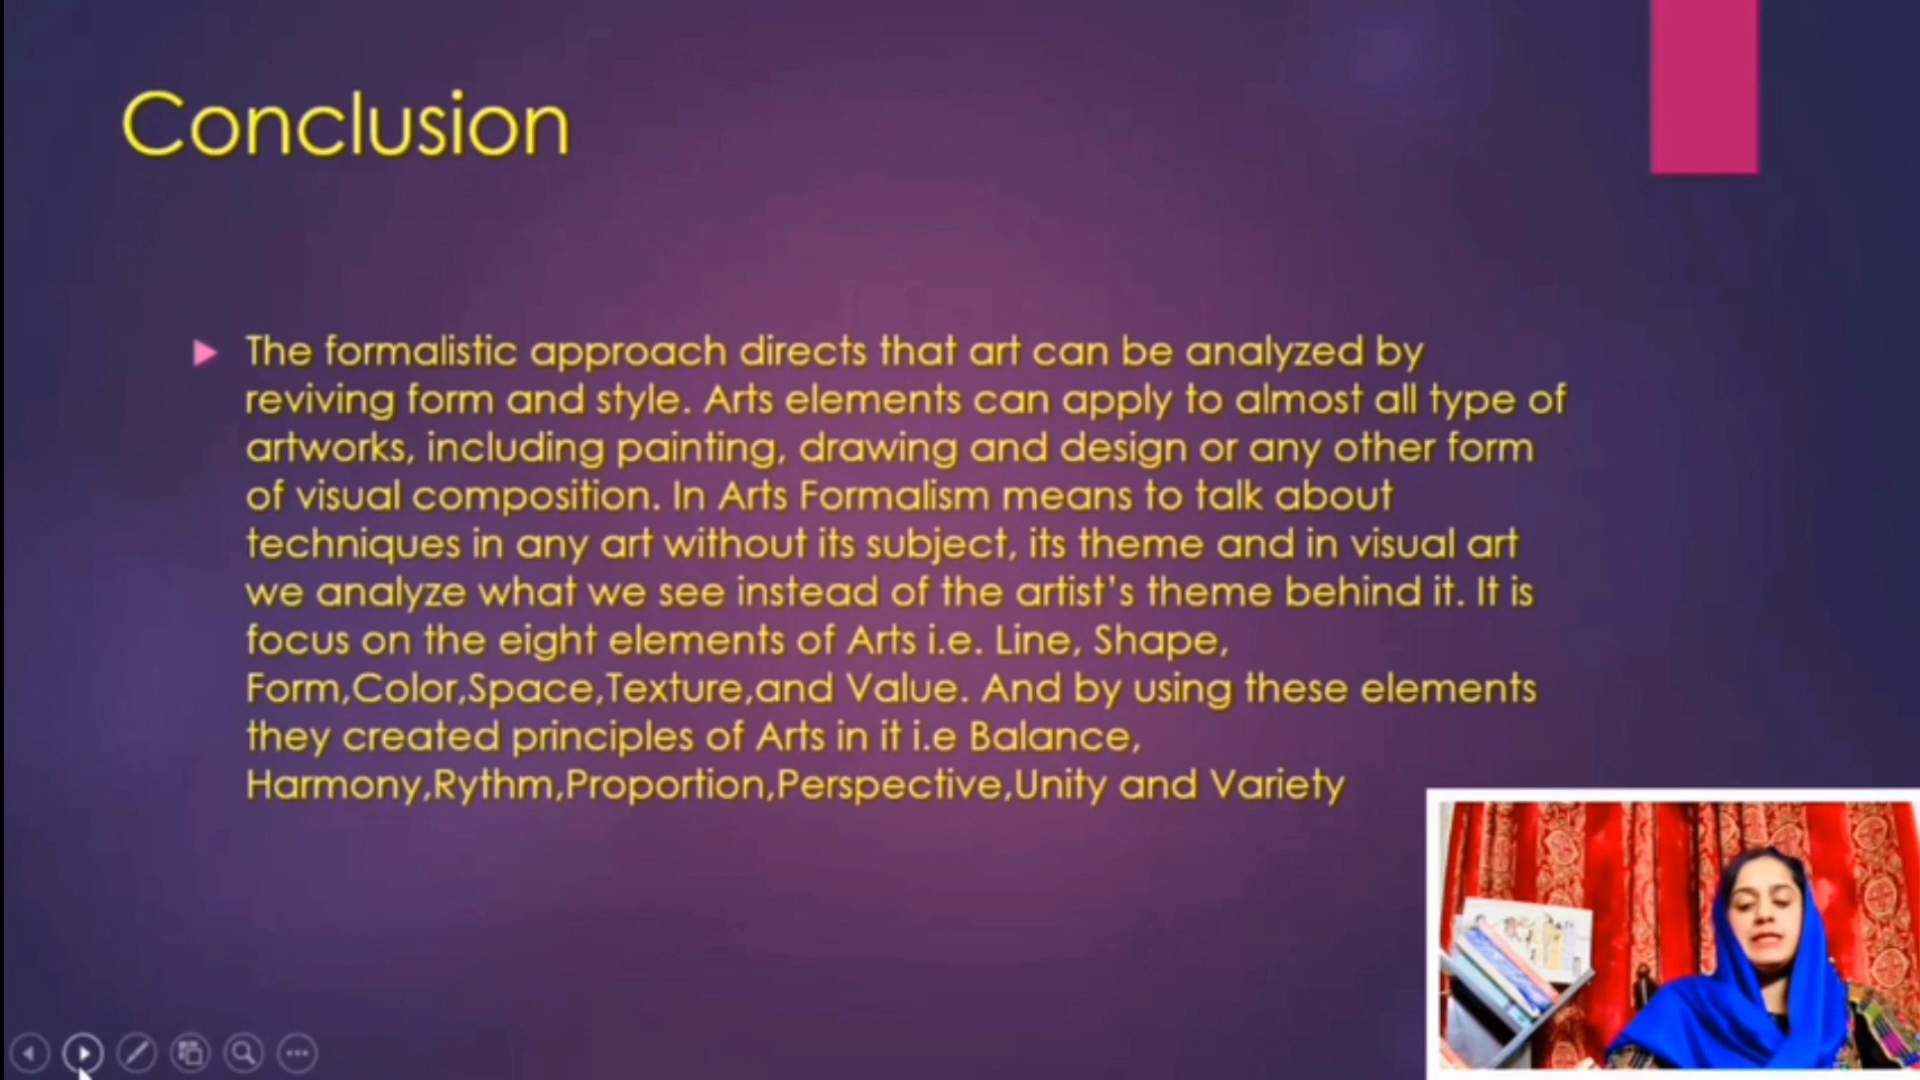 Conclusion
The formalistic approach directs that art can be analyzed by
reviving form and style. Arts elements can apply to almost all type of
artworks, including painting, drawing and design or any other form
of visual composition. In Arts Formalism means to talk about
techniques in any art without its subject, its theme and in visual art
we analyze what we see instead of the artist's theme behind it. It is
focus on the eight elements of Arts i.e. Line, Shape,
Form,Color,Space,Texture,and Value. And by using these elements
they created principles of Arts in it i.e Balance,
Harmony,Rythm,Proportion,Perspective,Unity and Variety